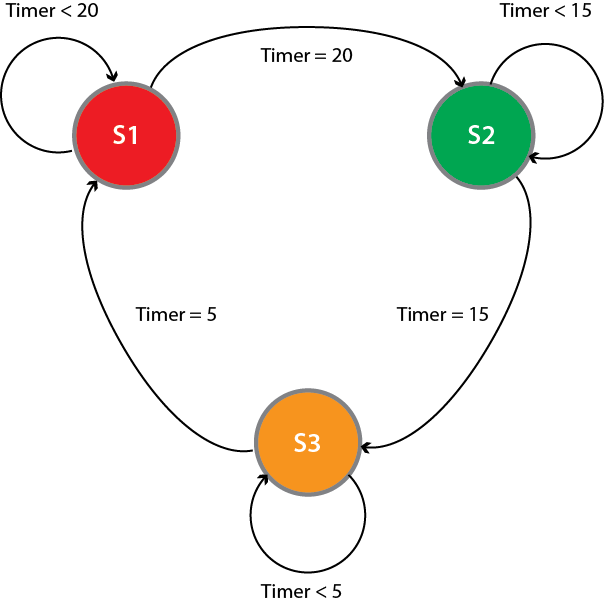 Timer < 20
Timer < 15
Timer = 20
S1
S2
Timer = 5
Timer = 15
S3
Timer < 5